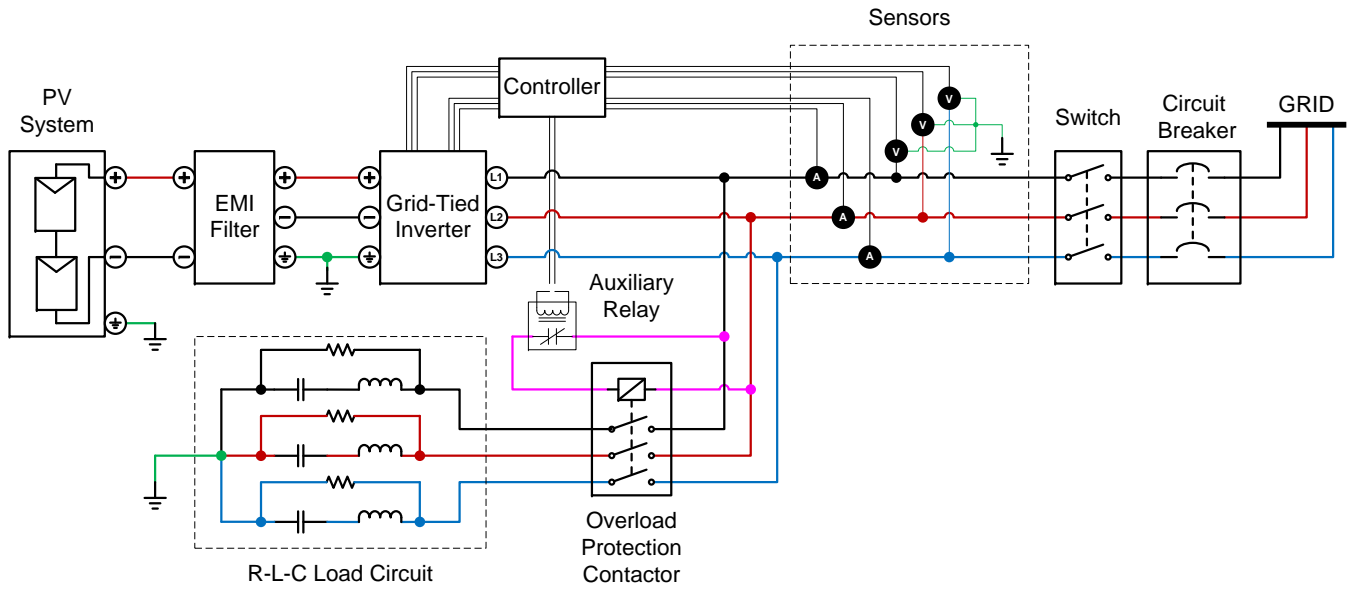 Sensors
Controller
PV
System
V
V
V
Switch
Circuit
Breaker
GRID
EMI
Filter
Grid-Tied
Inverter
L1
L2
L3
A
A
A
Auxiliary
Relay
Overload
Protection
Contactor
R-L-C Load Circuit